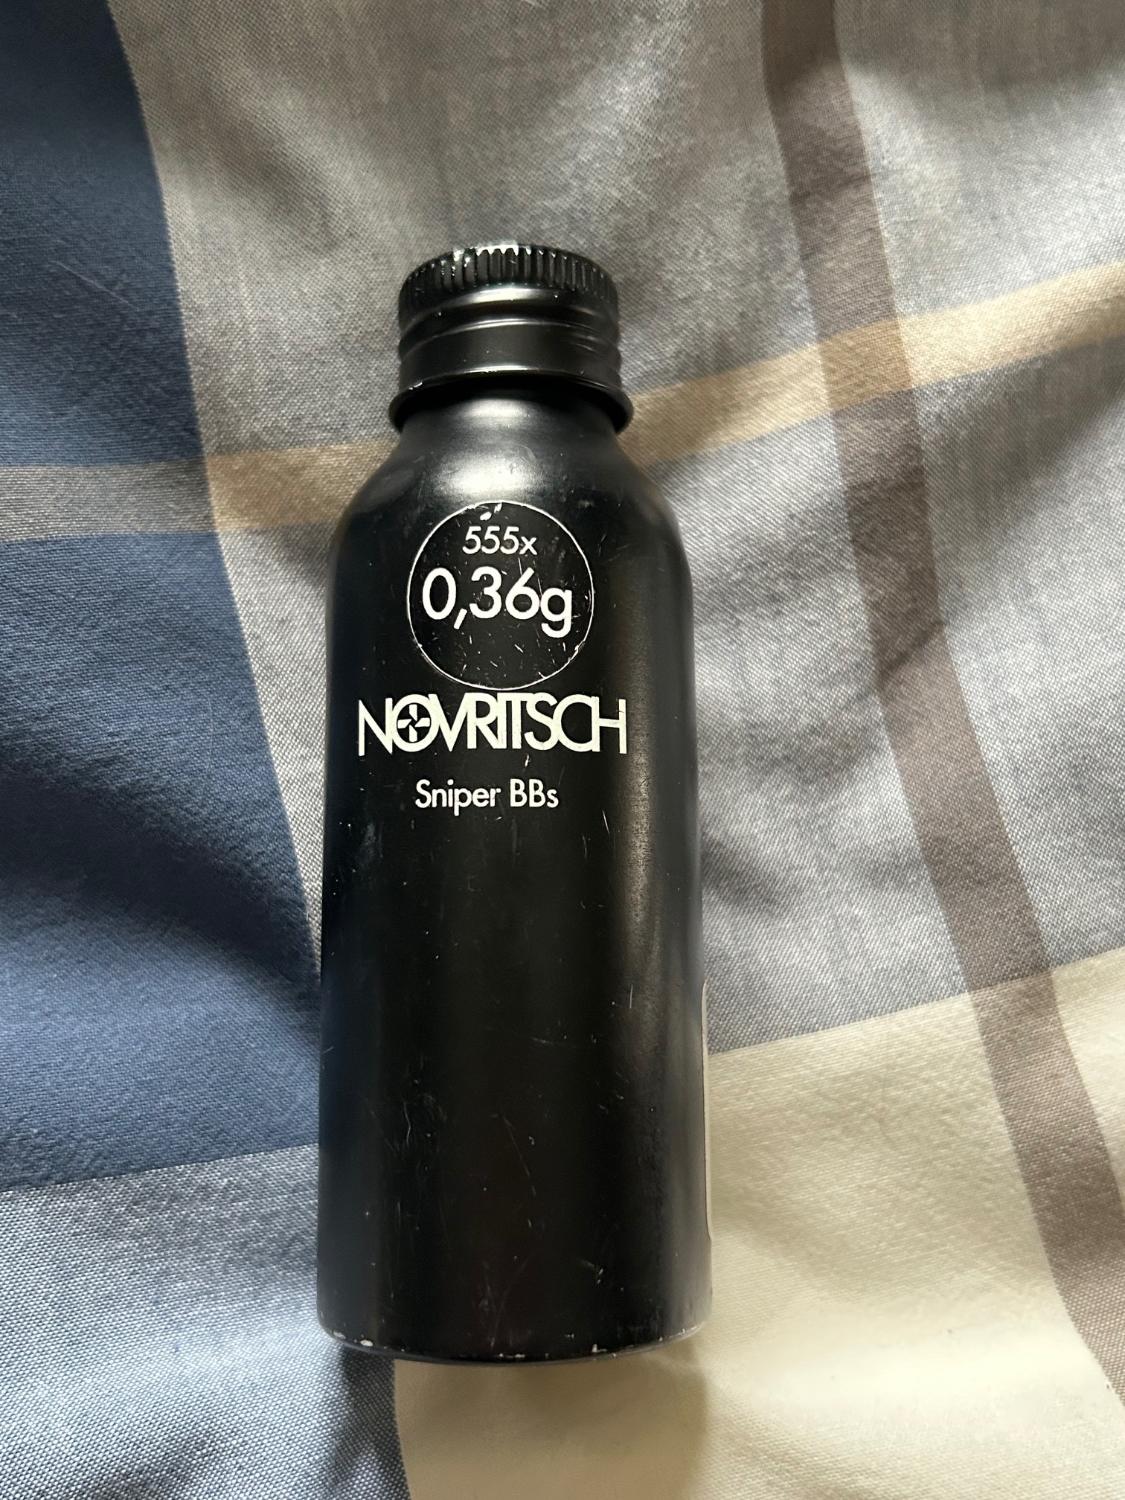 555x
0,36g
NOVRITSCH
Sniper BBs